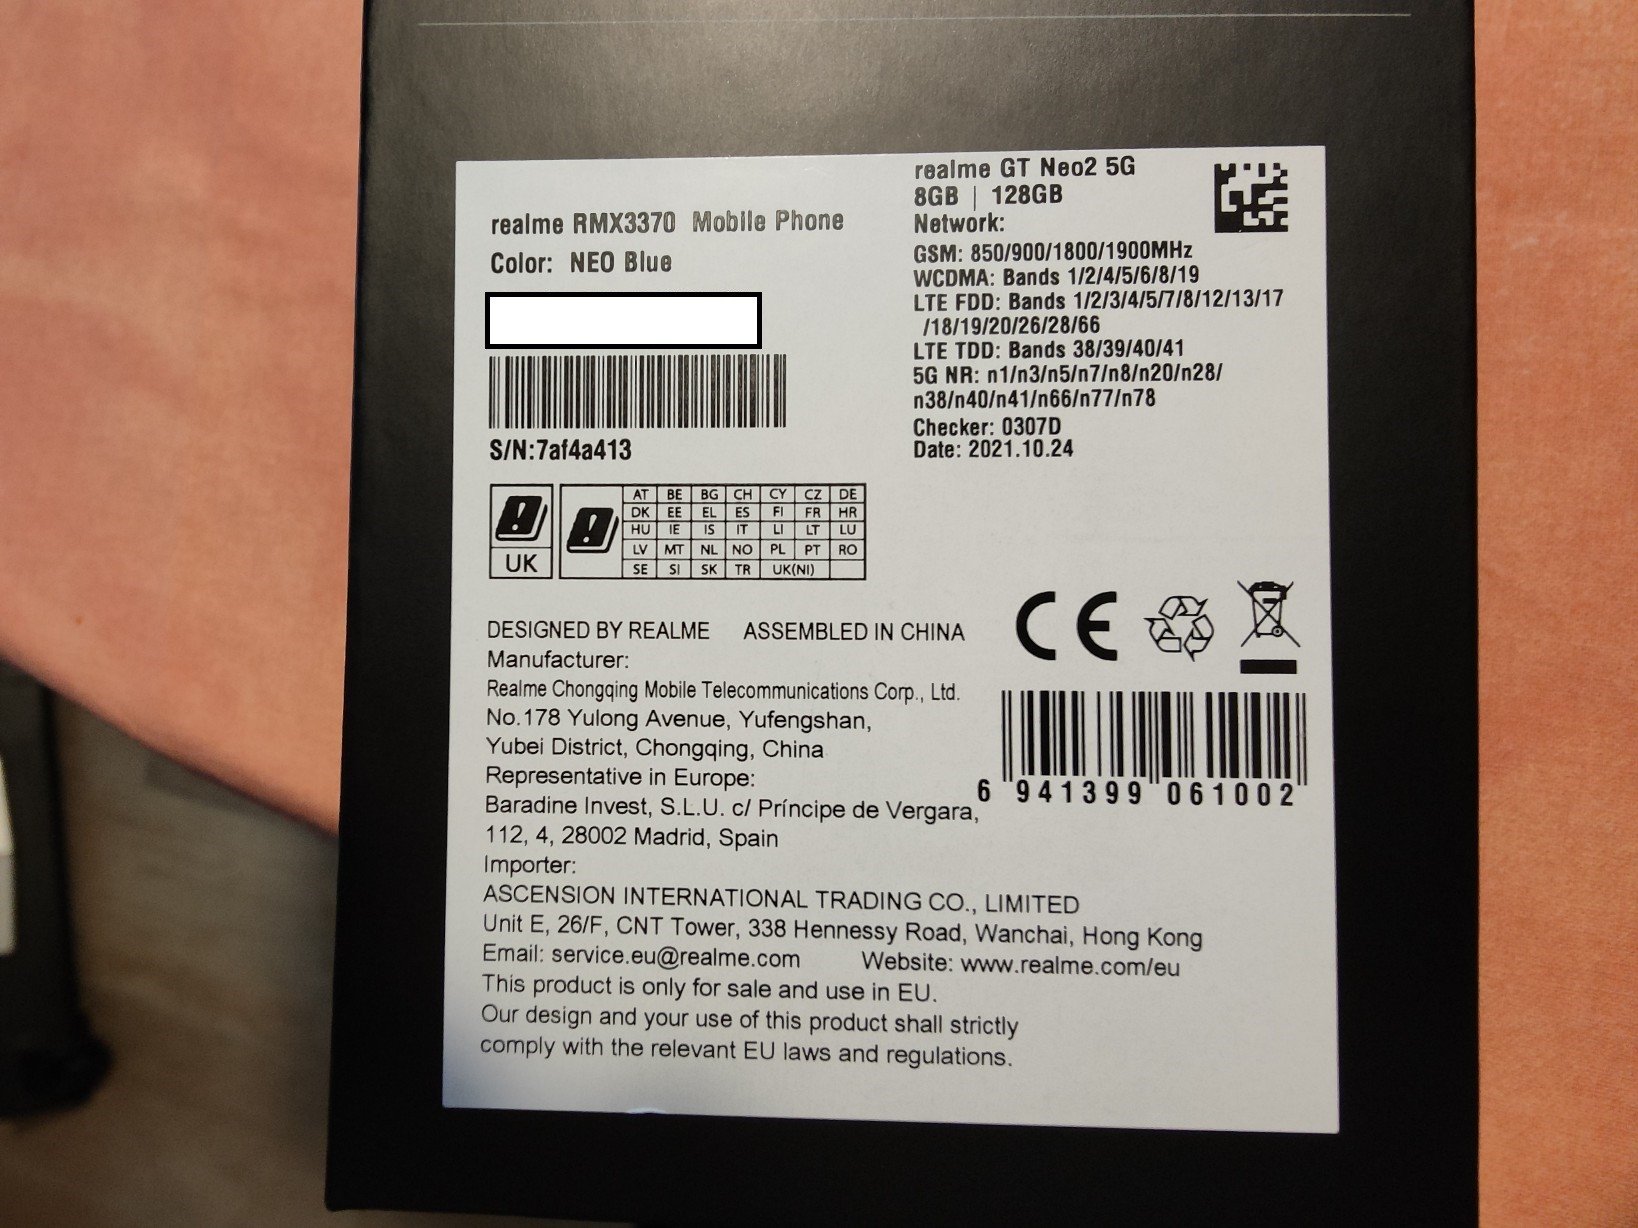 realme RMX3370 Mobile Phone
Color: NEO Blue
S/N:7af4a413
realme GT Neo2 5G
8GB | 128GB
Network:
GSM: 850/900/1800/1900MHz
WCDMA: Bands 1/2/4/5/6/8/19
LTE FDD: Bands 1/2/3/4/5/7/8/12/13/17
/18/19/20/26/28/66
LTE TDD: Bands 38/39/40/41
5G NR: n1/n3/n5/n7/n8/n20/n28/
n38/n40/n41/n66/n77/n78
Checker: 0307D
Date: 2021.10.24
UK
AT BE BG CH CY CZ DE
DK EE EL ES FI FR HR
HU IE IS IT LI LT LU
LV MT NL NO PL PT RO
SE SI SK TR UK(NI)
CE
DESIGNED BY REALME ASSEMBLED IN CHINA
Manufacturer:
Realme Chongqing Mobile Telecommunications Corp., Ltd.
No.178 Yulong Avenue, Yufengshan,
Yubei District, Chongqing, China
Representative in Europe:
Baradine Invest, S.L.U. c/ Príncipe de Vergara,
112, 4, 28002 Madrid, Spain
6 941399 061002
Importer:
ASCENSION INTERNATIONAL TRADING CO., LIMITED
Unit E, 26/F, CNT Tower, 338 Hennessy Road, Wanchai, Hong Kong
Email: service.eu@realme.com Website: www.realme.com/eu
This product is only for sale and use in EU.
Our design and your use of this product shall strictly
comply with the relevant EU laws and regulations.